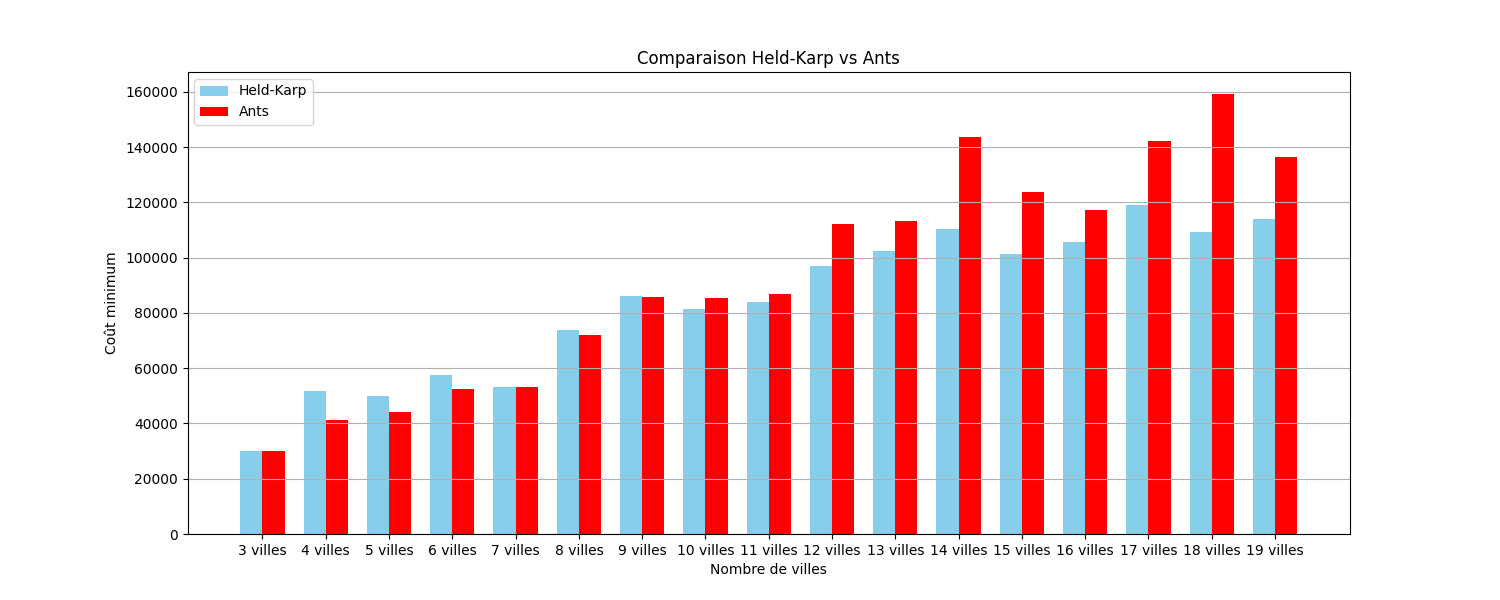 Comparaison Held-Karp vs Ants
Held-Karp
Ants
Coût minimum
160000
140000
120000
100000
80000
60000
40000
20000
0
3 villes 4 villes 5 villes 6 villes 7 villes 8 villes 9 villes 10 villes 11 villes 12 villes 13 villes 14 villes 15 villes 16 villes 17 villes 18 villes 19 villes
Nombre de villes